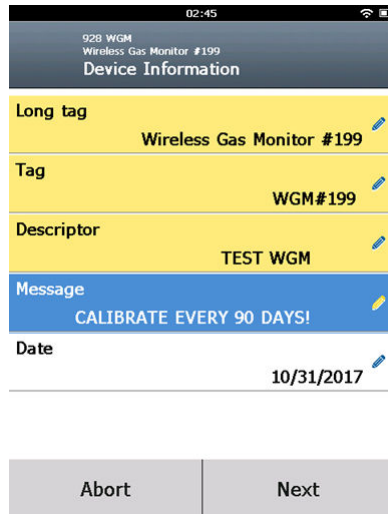 02:45
928 WGM
Wireless Gas Monitor #199
Device Information
Long tag
Wireless Gas Monitor #199
Tag
WGM#199
Descriptor
TEST WGM
Message
CALIBRATE EVERY 90 DAYS!
Date
10/31/2017
Abort
Next